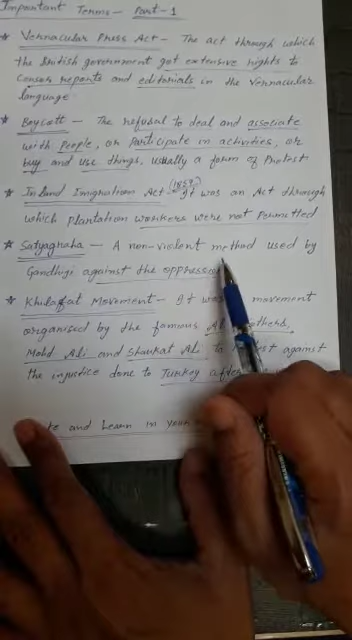 Important Terms - Part-1
★ Vernacular Press Act - The act through which
the British government got extensive rights to
censor reports and editorials in the vernacular
language
★ Boycott - The refusal to deal and associate
with people, or participate in activities, or
buy and use things, usually a form of protest
★ Inland Imigration Act (1859) - It was an Act through
which plantation workers were not permitted
★ Satyagraha - A non-violent method used by
Gandhiji against the oppression
★ Khilafat Movement - It was movement
organised by the famous Ali
Mohd Ali and Shaukat Ali to against
the injustice done to Turkey after
and Learn in your